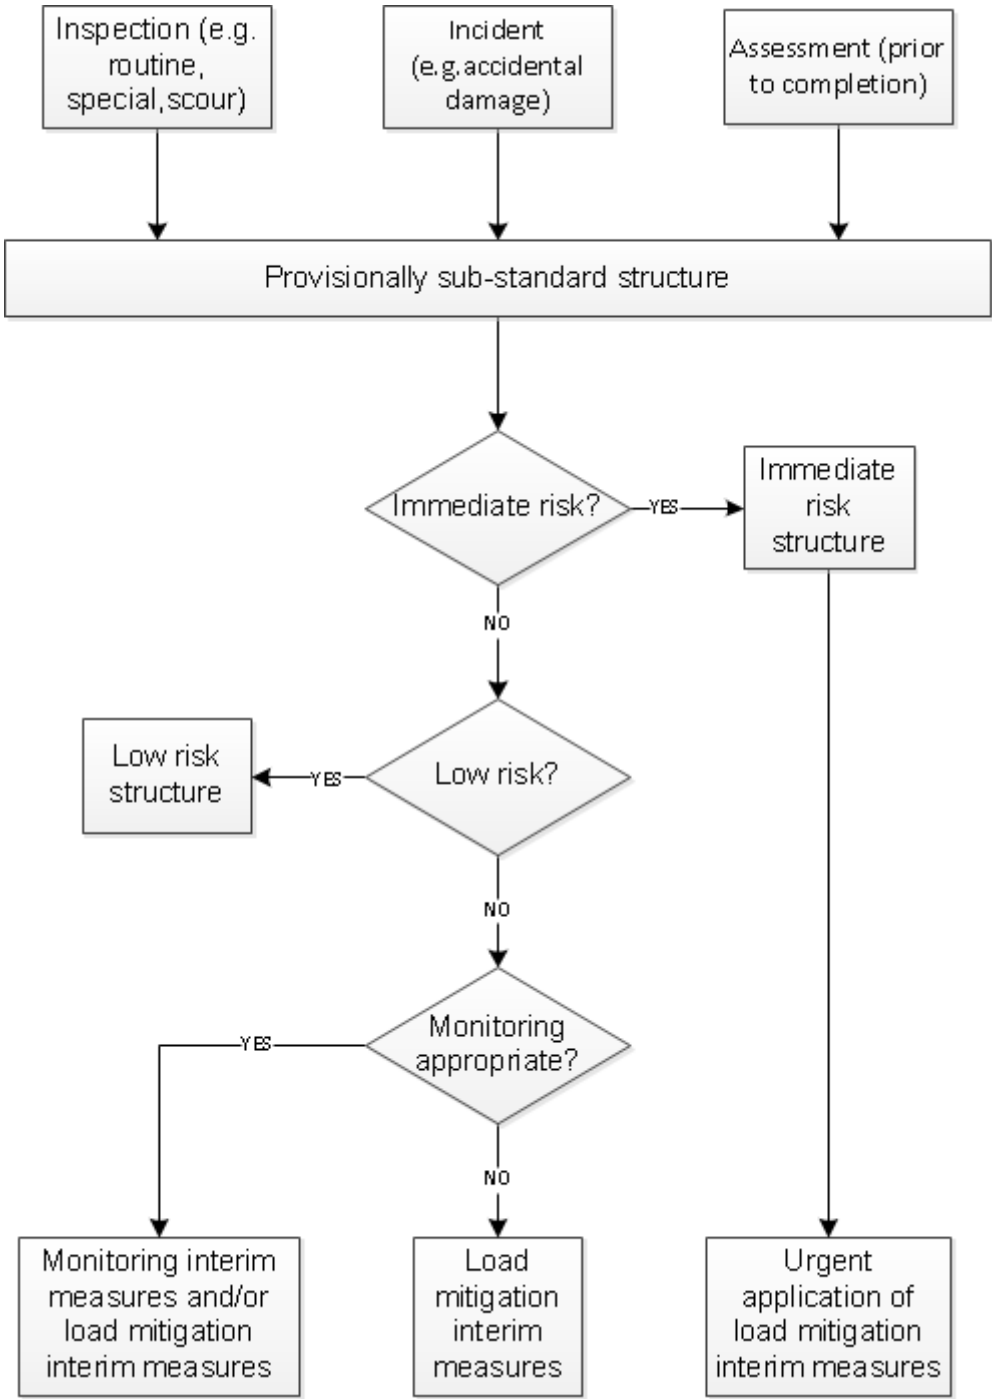 Inspection (e.g.
routine,
special,scour)
Incident
(e.g.accidental
damage)
Assessment (prior
to completion)
Provisionally sub-standard structure
Immediate risk?
YES
Immediate
risk
structure
NO
Low risk
structure
YES
Low risk?
NO
Monitoring
appropriate?
YES
NO
Monitoring interim
measures and/or
load mitigation
interim measures
Load
mitigation
interim
measures
Urgent
application of
load mitigation
interim measures